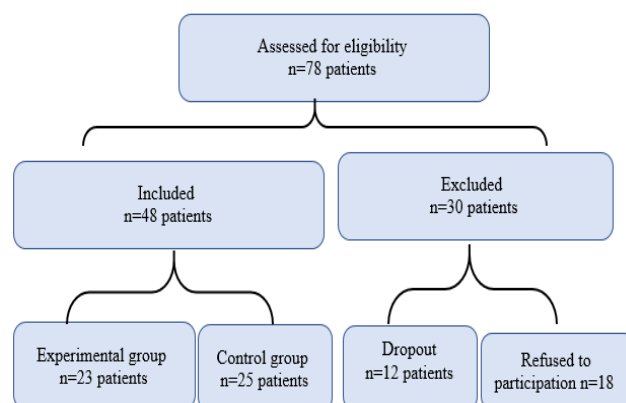 Assessed for eligibility
n=78 patients
Included
n=48 patients
Excluded
n=30 patients
Experimental group
n=23 patients
Control group
n=25 patients
Dropout
n=12 patients
Refused to
participation n=18